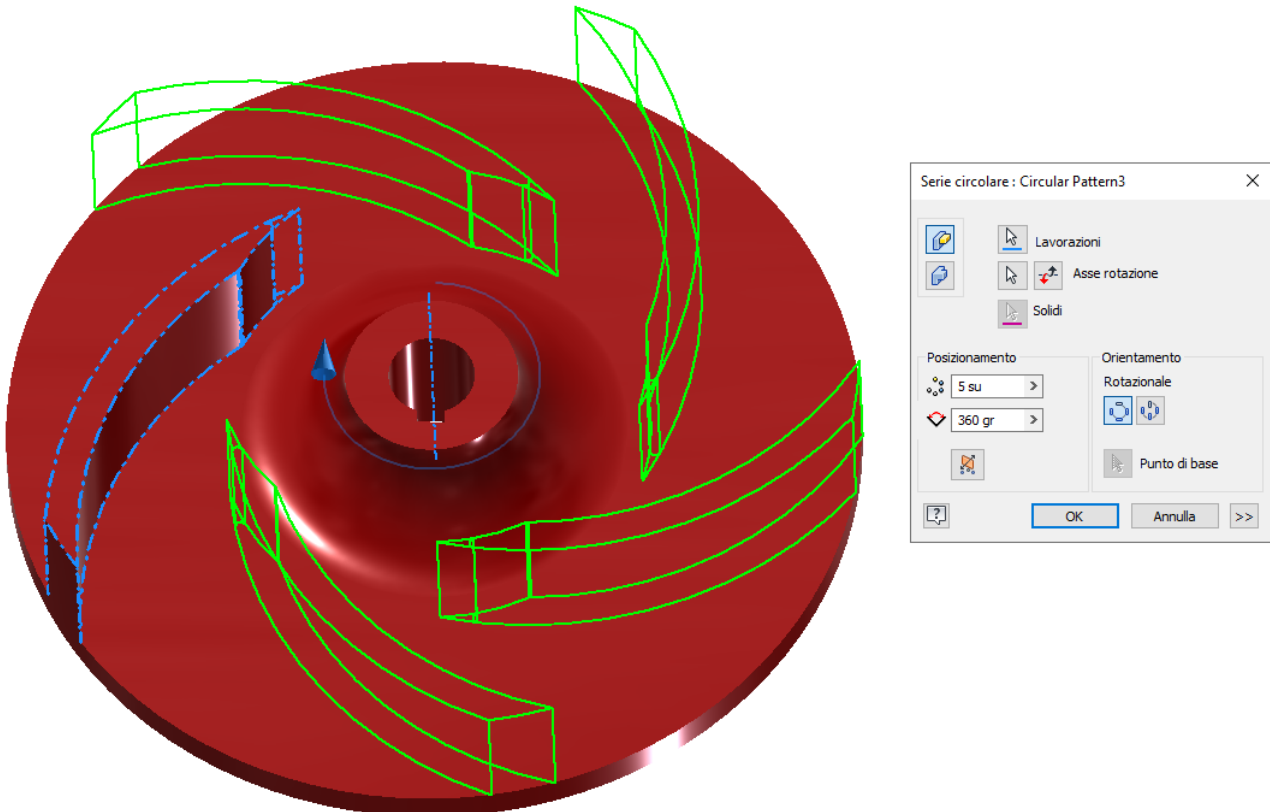 Serie circolare : Circular Pattern3
Lavorazioni
Asse rotazione
Solidi
Posizionamento
5 su
360 gr
Orientamento
Rotazionale
Punto di base
OK
Annulla
>>